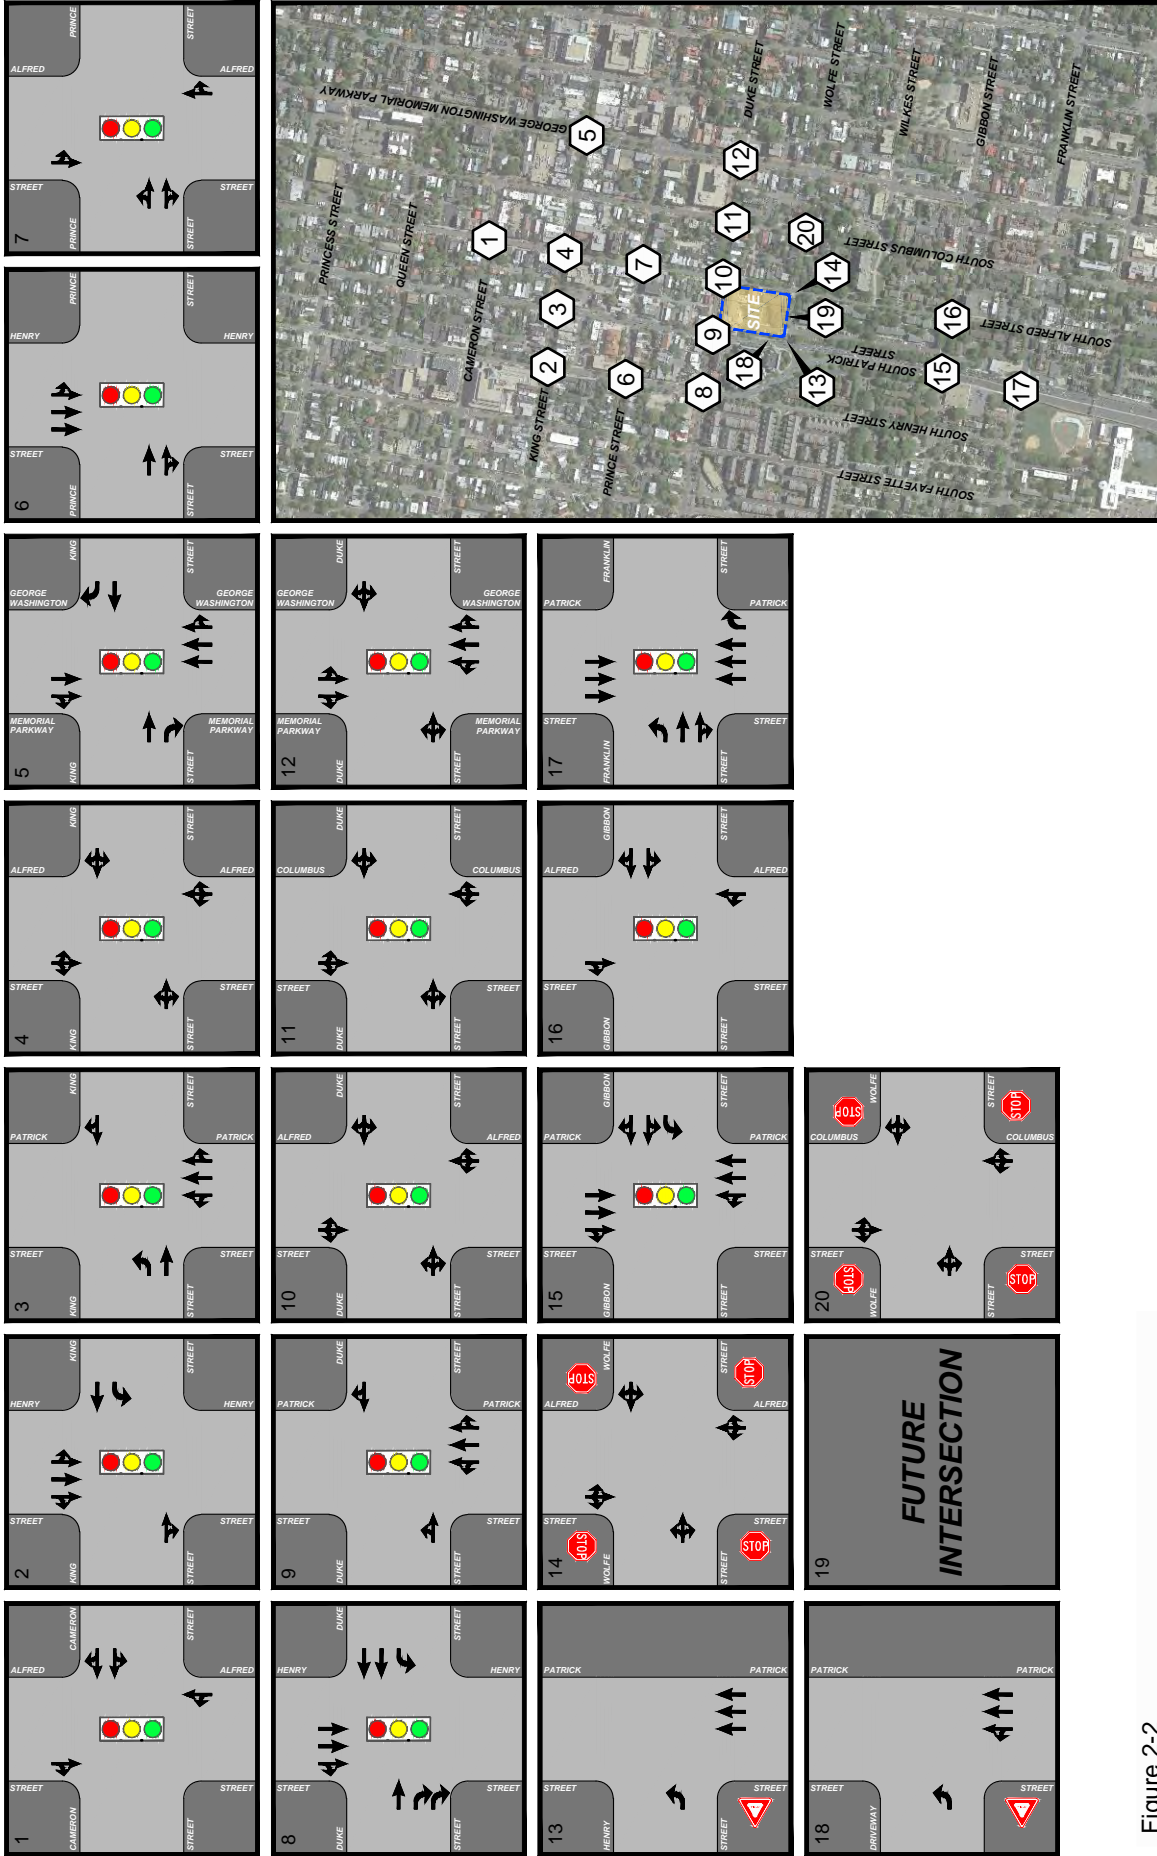 1
ALFRED
CAMERON
STREET
STREET
CAMERON
STREET
STREET
ALFRED
2
HENRY
KING
STREET
STREET
KING
STREET
STREET
HENRY
3
PATRICK
KING
STREET
STREET
KING
STREET
STREET
PATRICK
4
ALFRED
KING
STREET
STREET
KING
STREET
STREET
ALFRED
5
GEORGE
WASHINGTON
KING
MEMORIAL
PARKWAY
STREET
KING
STREET
MEMORIAL
PARKWAY
GEORGE
WASHINGTON
6
HENRY
PRINCE
STREET
STREET
PRINCE
STREET
STREET
HENRY
7
ALFRED
PRINCE
STREET
STREET
PRINCE
STREET
STREET
ALFRED
8
HENRY
DUKE
STREET
STREET
DUKE
STREET
STREET
HENRY
9
PATRICK
DUKE
STREET
STREET
DUKE
STREET
STREET
PATRICK
10
ALFRED
DUKE
STREET
STREET
DUKE
STREET
STREET
ALFRED
11
COLUMBUS
DUKE
STREET
STREET
DUKE
STREET
STREET
COLUMBUS
12
GEORGE
WASHINGTON
DUKE
MEMORIAL
PARKWAY
STREET
DUKE
STREET
MEMORIAL
PARKWAY
GEORGE
WASHINGTON
13
PATRICK
STREET
HENRY
STREET
STREET
PATRICK
14
ALFRED
WOLFE
STREET
STREET
WOLFE
STREET
STREET
ALFRED
STOP
STOP
STOP
STOP
15
PATRICK
GIBBON
STREET
STREET
GIBBON
STREET
STREET
PATRICK
16
ALFRED
GIBBON
STREET
STREET
GIBBON
STREET
STREET
ALFRED
17
PATRICK
FRANKLIN
STREET
STREET
FRANKLIN
STREET
STREET
PATRICK
18
PATRICK
STREET
DRIVEWAY
STREET
PATRICK
19
FUTURE
INTERSECTION
20
COLUMBUS
WOLFE
STREET
STREET
WOLFE
STREET
STREET
COLUMBUS
STOP
STOP
STOP
STOP
PRINCESS STREET
QUEEN STREET
CAMERON STREET
KING STREET
PRINCE STREET
GEORGE WASHINGTON MEMORIAL PARKWAY
DUKE STREET
WOLFE STREET
WILKES STREET
GIBBON STREET
FRANKLIN STREET
SOUTH COLUMBUS STREET
SOUTH ALFRED STREET
SOUTH PATRICK
STREET
SOUTH HENRY STREET
SOUTH FAYETTE STREET
SITE
1
2
3
4
5
6
7
8
9
10
11
12
13
14
15
16
17
18
19
20
Figure 2-2